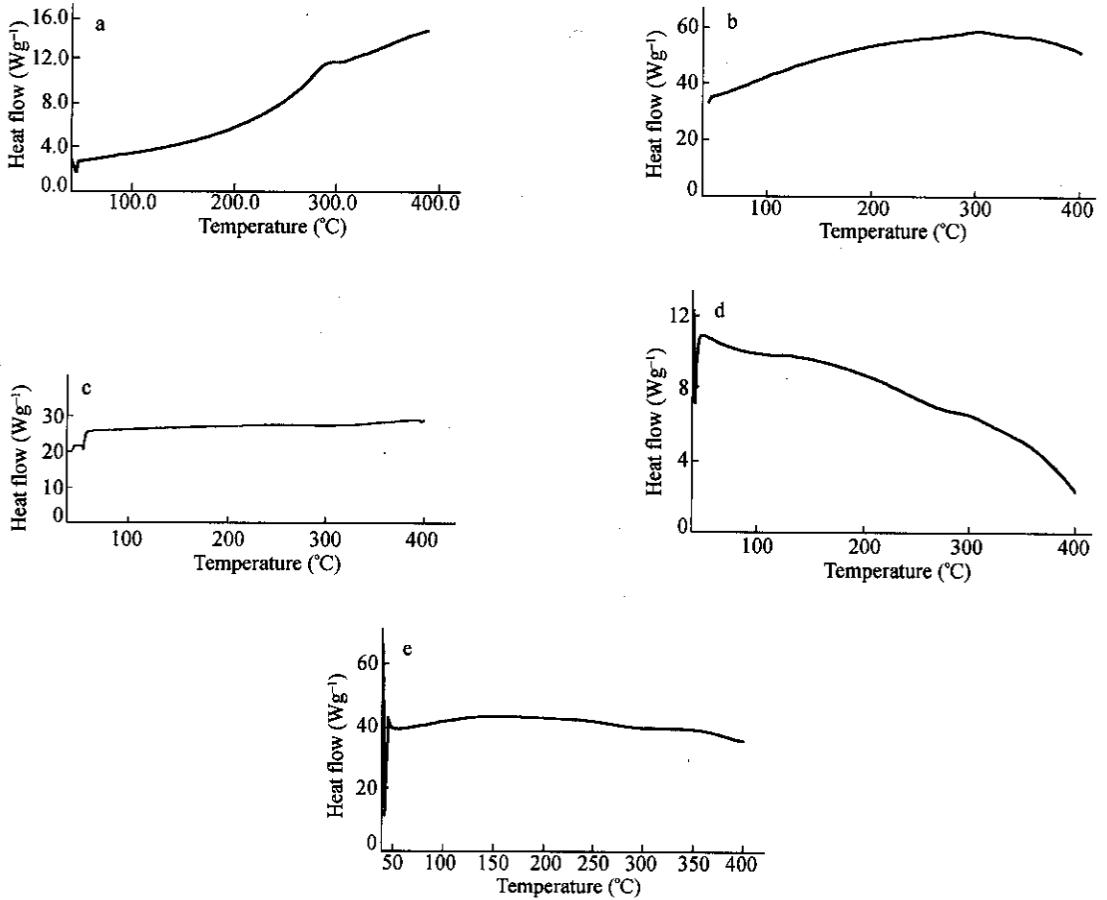 a
16.0
12.0
8.0
4.0
0.0
Heat flow (Wg⁻¹)
100.0 200.0 300.0 400.0
Temperature (°C)
b
60
40
20
0
Heat flow (Wg⁻¹)
100 200 300 400
Temperature (°C)
c
30
20
10
0
Heat flow (Wg⁻¹)
100 200 300 400
Temperature (°C)
d
12
8
4
0
Heat flow (Wg⁻¹)
100 200 300 400
Temperature (°C)
e
60
40
20
0
Heat flow (Wg⁻¹)
50 100 150 200 250 300 350 400
Temperature (°C)